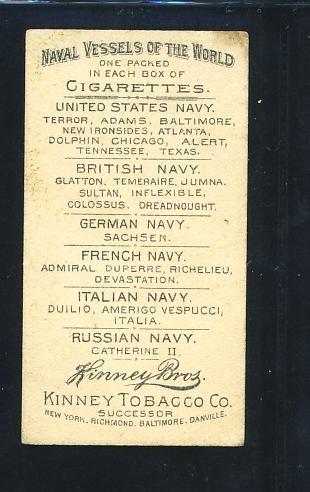 NAVAL VESSELS OF THE WORLD
ONE PACKED
IN EACH BOX OF
CIGARETTES.
UNITED STATES NAVY.
TERROR, ADAMS, BALTIMORE,
NEW IRONSIDES, ATLANTA,
DOLPHIN, CHICAGO, ALERT,
TENNESSEE, TEXAS.
BRITISH NAVY.
GLATTON, TEMERAIRE, JUMNA.
SULTAN, INFLEXIBLE,
COLOSSUS, DREADNOUGHT.
GERMAN NAVY.
SACHSEN.
FRENCH NAVY.
ADMIRAL DUPERRE, RICHELIEU,
DEVASTATION.
ITALIAN NAVY.
DUILIO, AMERIGO VESPUCCI,
ITALIA.
RUSSIAN NAVY.
CATHERINE II.
Kinney Bros.
KINNEY TOBACCO CO.
SUCCESSOR
NEW YORK. RICHMOND. BALTIMORE. DANVILLE.